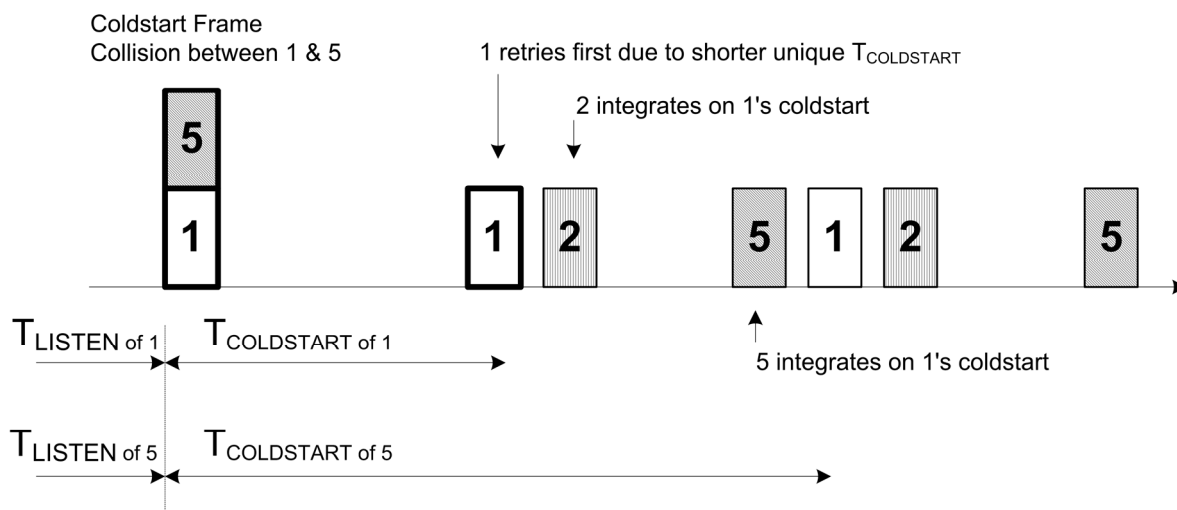 Coldstart Frame
Collision between 1 & 5
1 retries first due to shorter unique TCOLDSTART
2 integrates on 1's coldstart
5
1
1
2
5
1
2
5
TLISTEN of 1
TCOLDSTART of 1
5 integrates on 1's coldstart
TLISTEN of 5
TCOLDSTART of 5